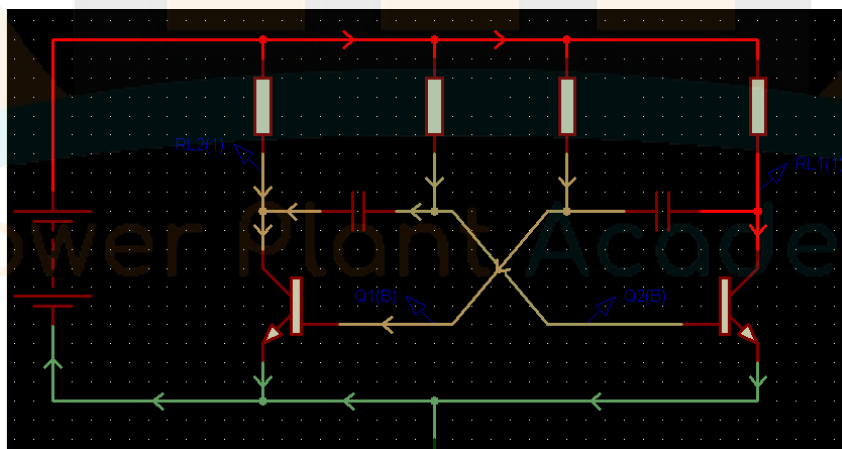 RL2(1)
RL1(1)
ower Plant Acade
Q1(B)
Q2(B)